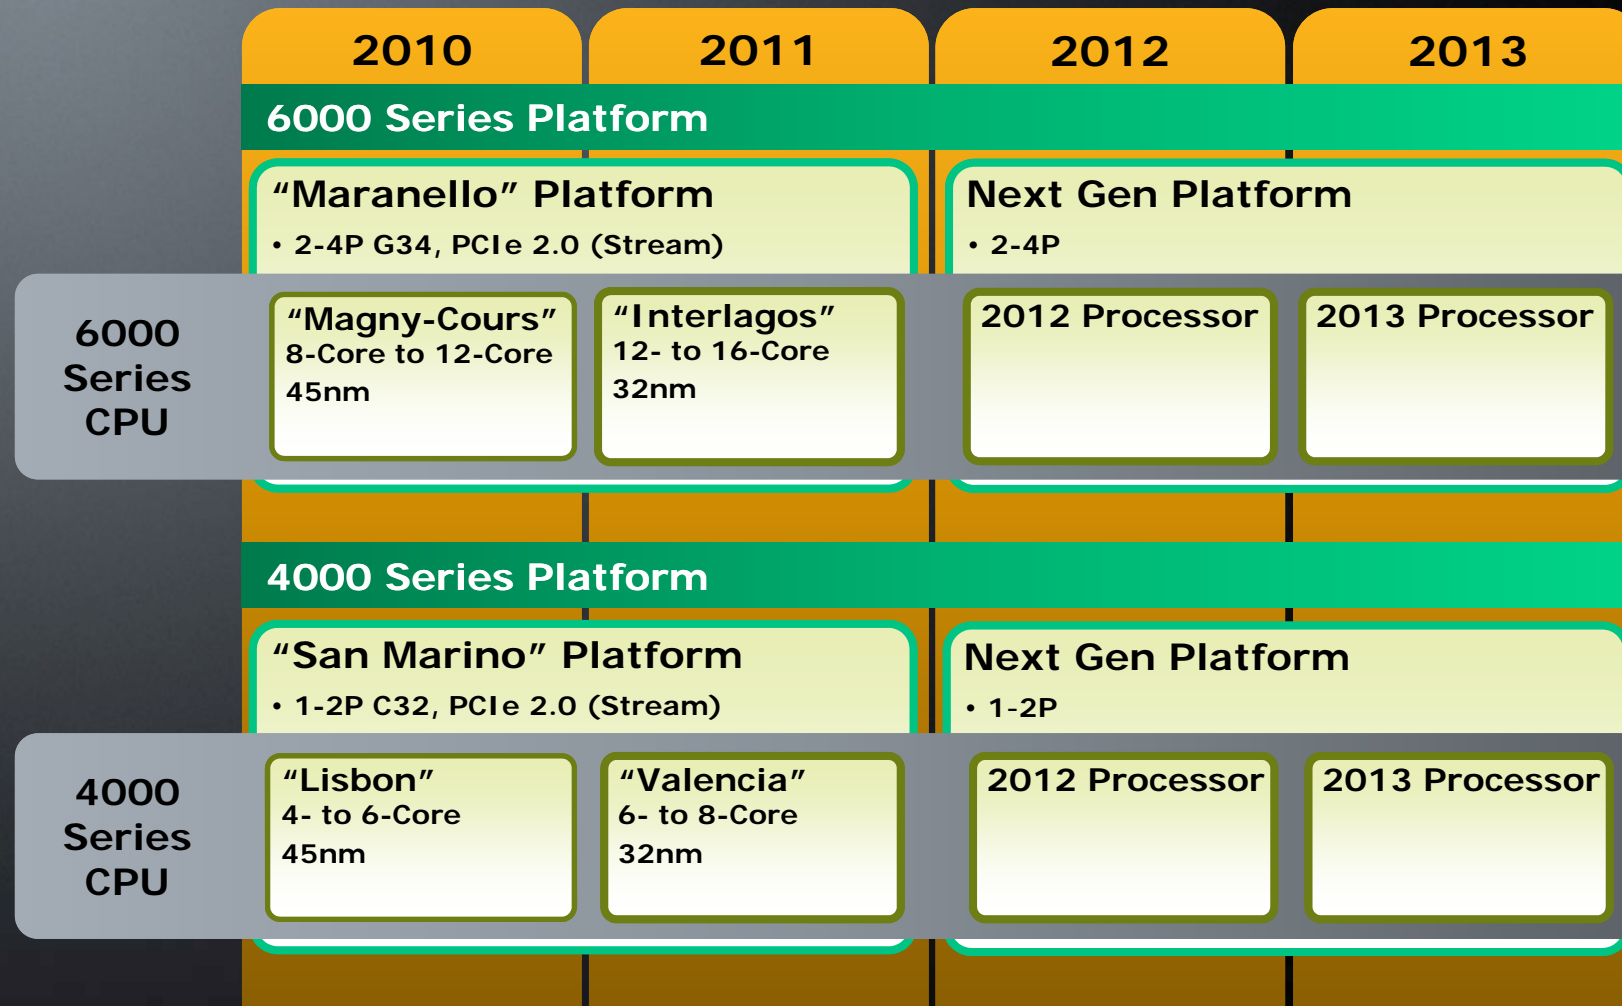 2010 2011 2012 2013
6000 Series Platform
“Maranello” Platform
• 2-4P G34, PCIe 2.0 (Stream)
Next Gen Platform
• 2-4P
6000
Series
CPU
“Magny-Cours”
8-Core to 12-Core
45nm
“Interlagos”
12- to 16-Core
32nm
2012 Processor
2013 Processor
4000 Series Platform
“San Marino” Platform
• 1-2P C32, PCIe 2.0 (Stream)
Next Gen Platform
• 1-2P
4000
Series
CPU
“Lisbon”
4- to 6-Core
45nm
“Valencia”
6- to 8-Core
32nm
2012 Processor
2013 Processor